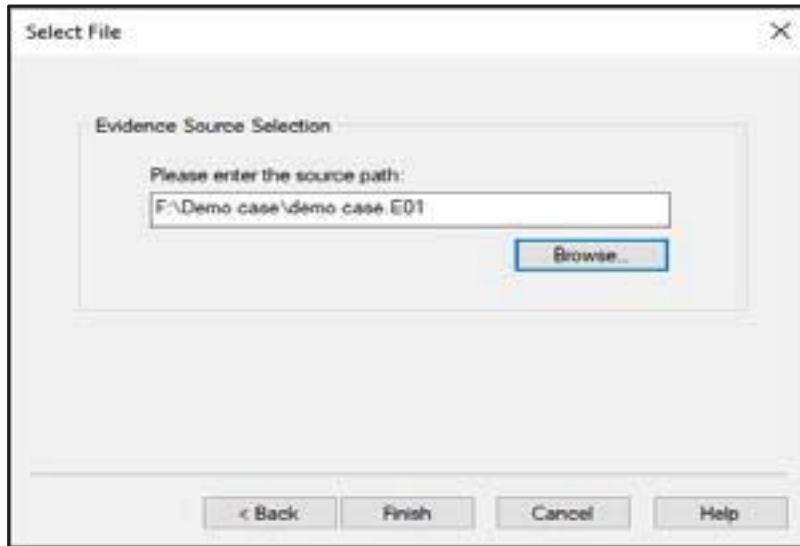 Select File
Evidence Source Selection
Please enter the source path:
F:\Demo case\demo case.E01
Browse...
< Back Finish Cancel Help